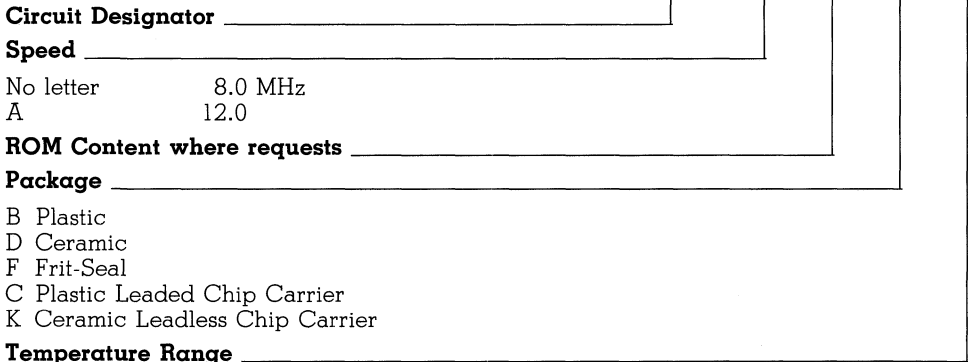 Circuit Designator
Speed
No letter 8.0 MHz
A 12.0
ROM Content where requests
Package
B Plastic
D Ceramic
F Frit-Seal
C Plastic Leaded Chip Carrier
K Ceramic Leadless Chip Carrier
Temperature Range